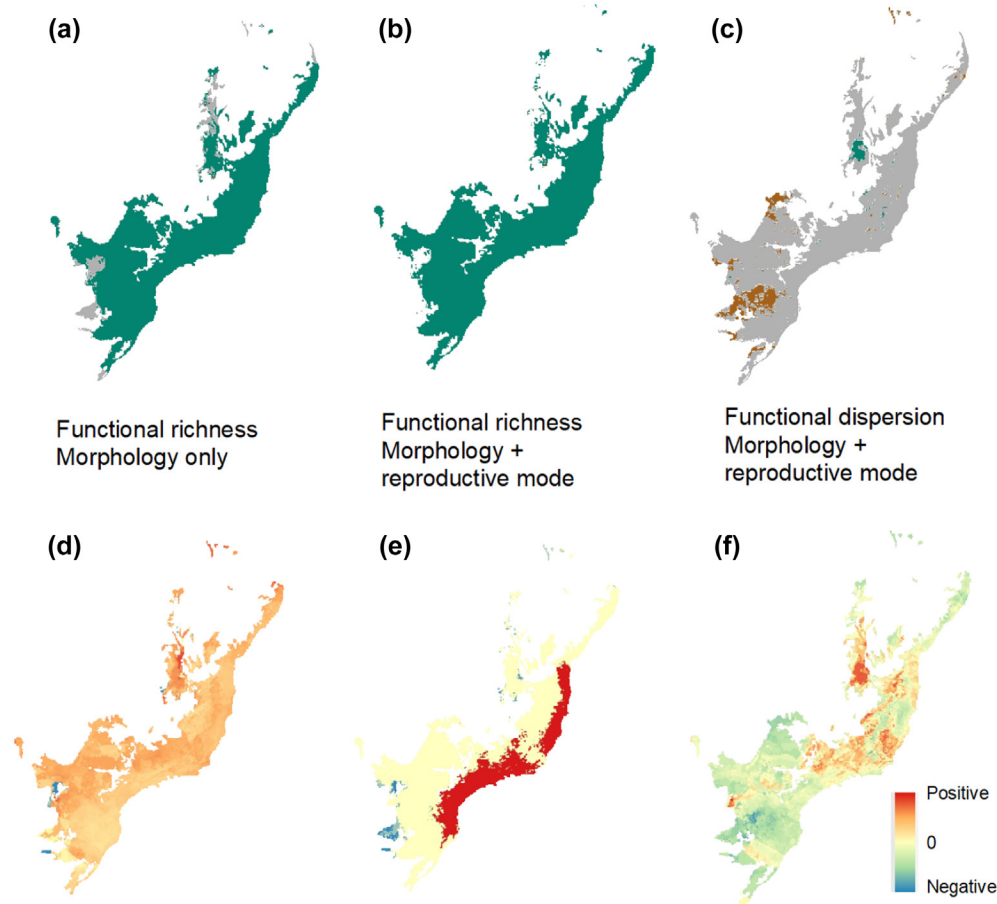 (a)
(b)
(c)
Functional richness
Morphology only
Functional richness
Morphology +
reproductive mode
Functional dispersion
Morphology +
reproductive mode
(d)
(e)
(f)
Positive
0
Negative